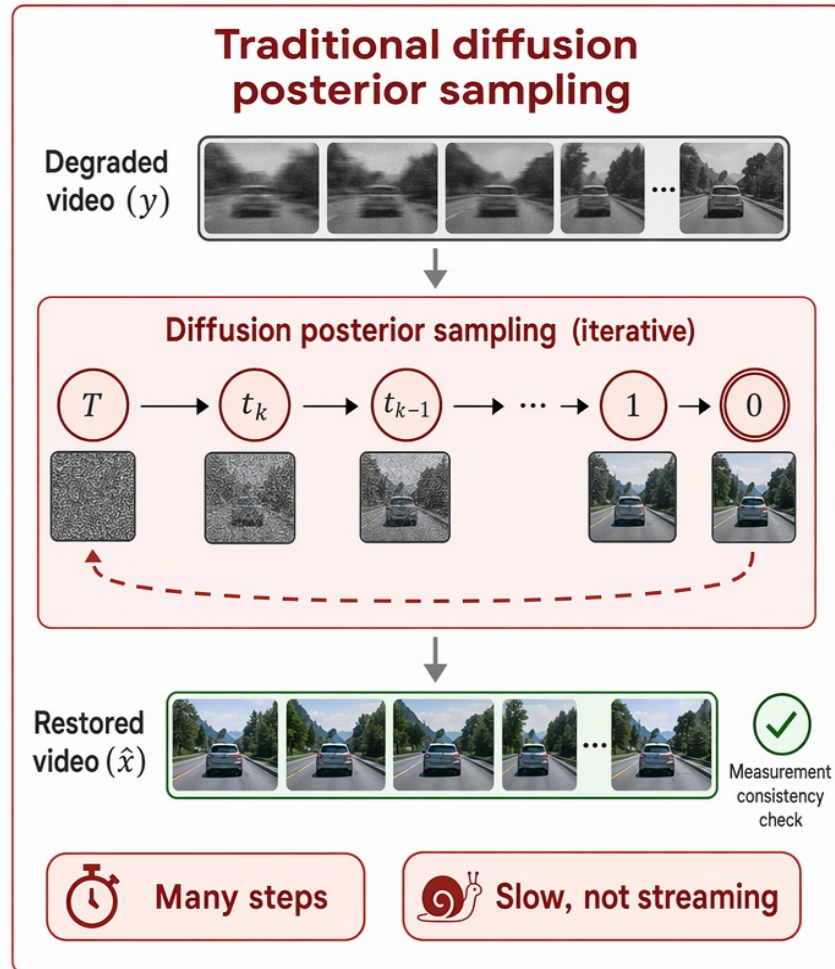 Traditional diffusion
posterior sampling
Degraded
video (y)
...
Diffusion posterior sampling (iterative)
T
t_k
t_{k−1}
...
1
0
Restored
video (x̂)
...
Measurement
consistency
check
Many steps
Slow, not streaming